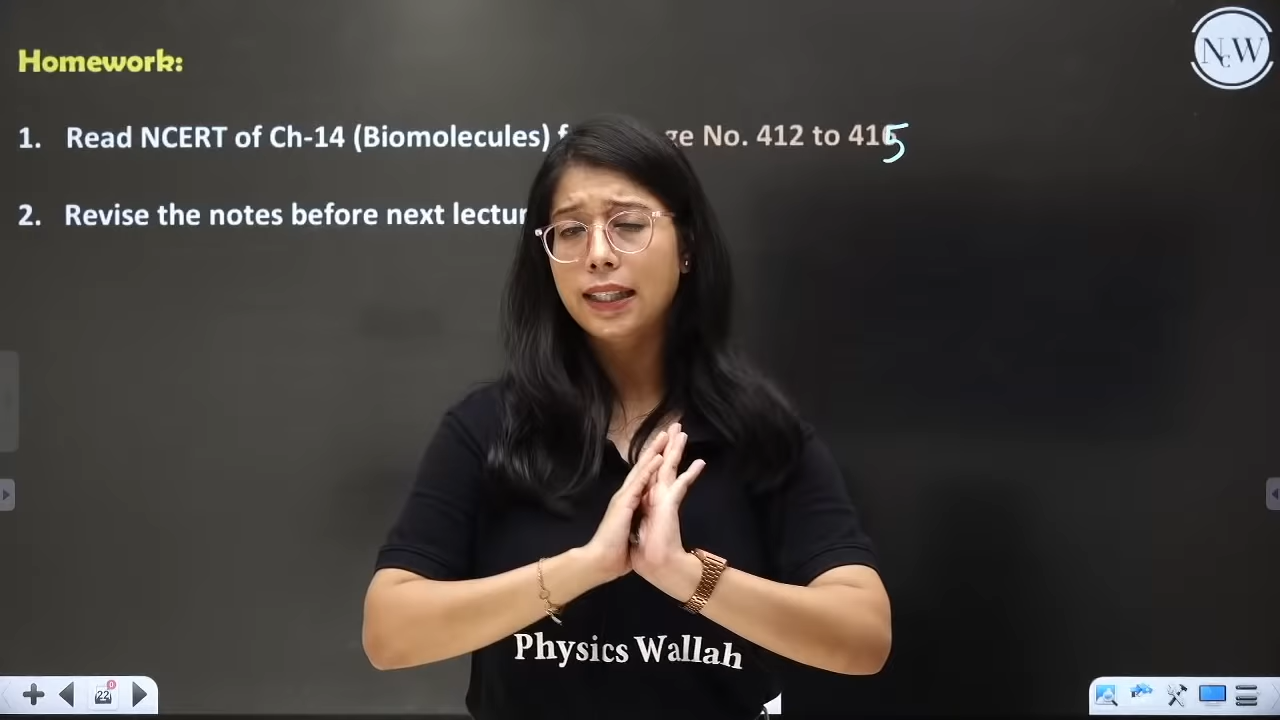 Homework:
NcW
1. Read NCERT of Ch-14 (Biomolecules) f ge No. 412 to 415
2. Revise the notes before next lectur
Physics Wallah
22